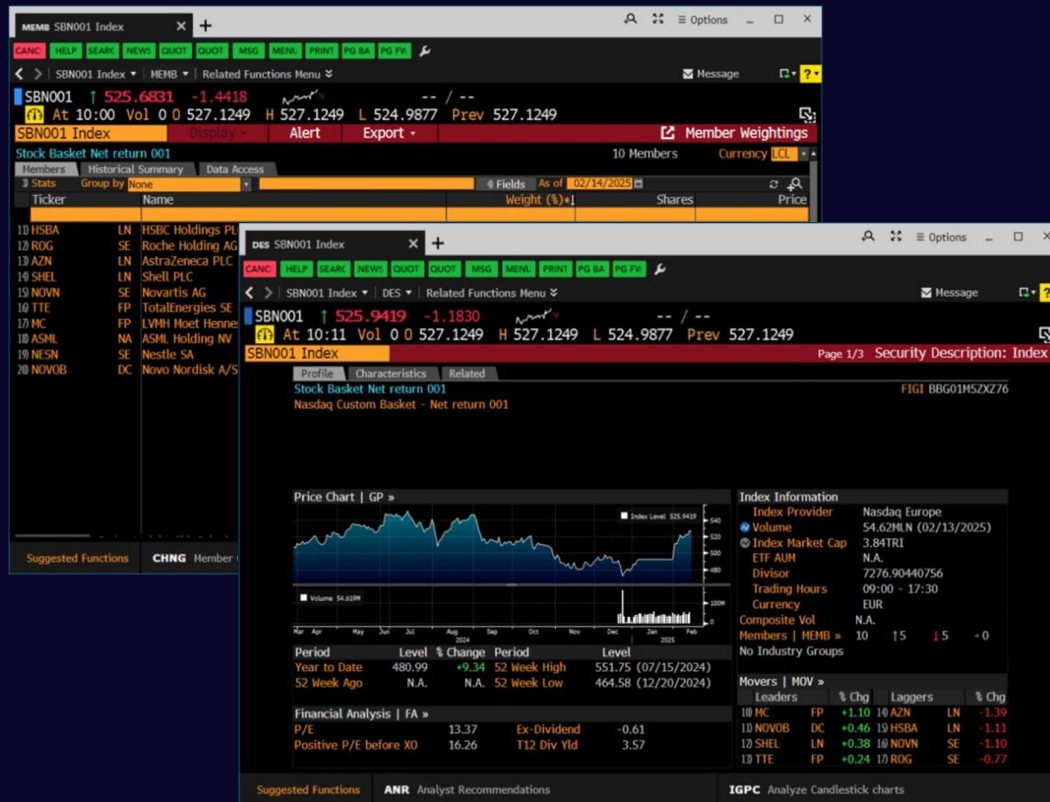 MEMB SBN001 Index × +
≡ Options _ □ ×
CANC HELP SEARC NEWS QUOT QUOT MSG MENU PRINT PG BA PG FV
< > SBN001 Index ▾ MEMB ▾ Related Functions Menu ⌄
Message ? ▾
SBN001 ↑ 525.6831 -1.4418 -- / --
At 10:00 Vol 0 O 527.1249 H 527.1249 L 524.9877 Prev 527.1249
SBN001 Index Display ▾ Alert Export ▾ Member Weightings
Stock Basket Net return 001 10 Members Currency LCL
Members Historical Summary Data Access
3) Stats Group by None Fields As of 02/14/2025
Ticker Name Weight (%) ↓ Shares Price
11) HSBA LN HSBC Holdings PL
12) ROG SE Roche Holding AG
13) AZN LN AstraZeneca PLC
14) SHEL LN Shell PLC
15) NOVN SE Novartis AG
16) TTE FP TotalEnergies SE
17) MC FP LVMH Moet Henne
18) ASML NA ASML Holding NV
19) NESN SE Nestle SA
20) NOVOB DC Novo Nordisk A/S
Suggested Functions CHNG Member
DES SBN001 Index × +
≡ Options _ □ ×
CANC HELP SEARC NEWS QUOT QUOT MSG MENU PRINT PG BA PG FV
< > SBN001 Index ▾ DES ▾ Related Functions Menu ⌄
Message ?
SBN001 ↑ 525.9419 -1.1830 -- / --
At 10:11 Vol 0 O 527.1249 H 527.1249 L 524.9877 Prev 527.1249
SBN001 Index Page 1/3 Security Description: Index
Profile Characteristics Related
Stock Basket Net return 001 FIGI BBG01M5ZXZ76
Nasdaq Custom Basket - Net return 001
Price Chart | GP »
Index Level 525.9419
540
520
500
480
Volume 54.619M
100M
0
Mar Apr May Jun Jul Aug Sep Oct Nov Dec Jan Feb
2024 2025
Period Level % Change Period Level
Year to Date 480.99 +9.34 52 Week High 551.75 (07/15/2024)
52 Week Ago N.A. N.A. 52 Week Low 464.58 (12/20/2024)
Financial Analysis | FA »
P/E 13.37 Ex-Dividend -0.61
Positive P/E before XO 16.26 T12 Div Yld 3.57
Index Information
Index Provider Nasdaq Europe
Volume 54.62MLN (02/13/2025)
Index Market Cap 3.84TRI
ETF AUM N.A.
Divisor 7276.90440756
Trading Hours 09:00 - 17:30
Currency EUR
Composite Vol N.A.
Members | MEMB » 10 ↑5 ↓5 →0
No Industry Groups
Movers | MOV »
Leaders % Chg Laggers % Chg
10) MC FP +1.10 14) AZN LN -1.39
11) NOVOB DC +0.46 15) HSBA LN -1.11
12) SHEL LN +0.38 16) NOVN SE -1.10
13) TTE FP +0.24 17) ROG SE -0.77
Suggested Functions ANR Analyst Recommendations IGPC Analyze Candlestick charts